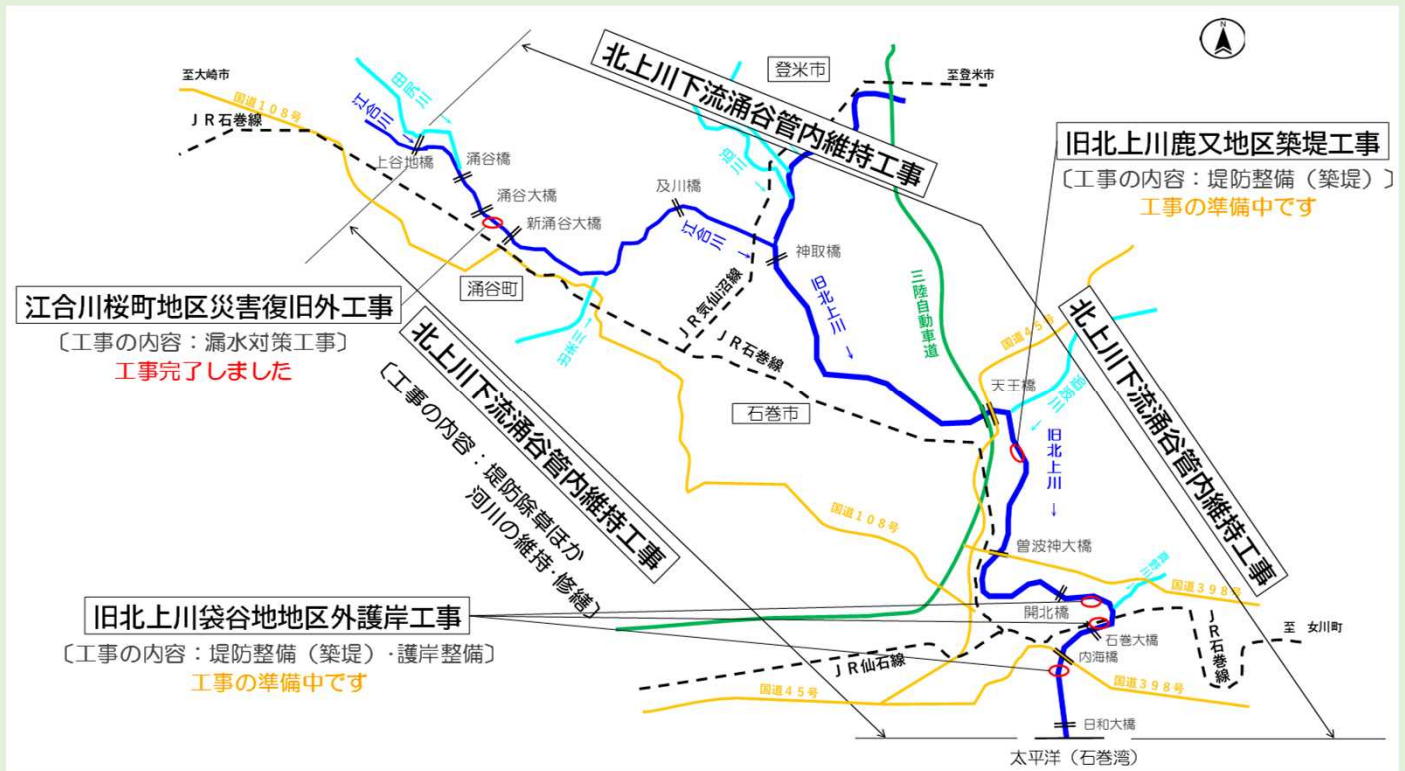 北上川下流涌谷管内維持工事
登米市
至登米市
至大崎市
国道108号
JR石巻線
田尻川→
江合川→
上谷地橋
涌谷橋
涌谷大橋
新涌谷大橋
及川橋
江合川→
迫川→
神取橋
旧北上川鹿又地区築堤工事
〔工事の内容:堤防整備(築堤)〕
工事の準備中です
江合川桜町地区災害復旧外工事
〔工事の内容:漏水対策工事〕
工事完了しました
涌谷町
JR気仙沼線
旧北上川→
三陸自動車道
国道45号
北上川下流涌谷管内維持工事
〔工事の内容:堤防除草ほか
河川の維持・修繕〕
JR石巻線
石巻市
天王橋
旧北上川→
北上川下流涌谷管内維持工事
国道108号
曽波神大橋
国道398号
旧北上川袋谷地地区外護岸工事
〔工事の内容:堤防整備(築堤)・護岸整備〕
工事の準備中です
開北橋
石巻大橋
内海橋
JR石巻線
至 女川町
JR仙石線
国道45号
国道398号
日和大橋
太平洋(石巻湾)